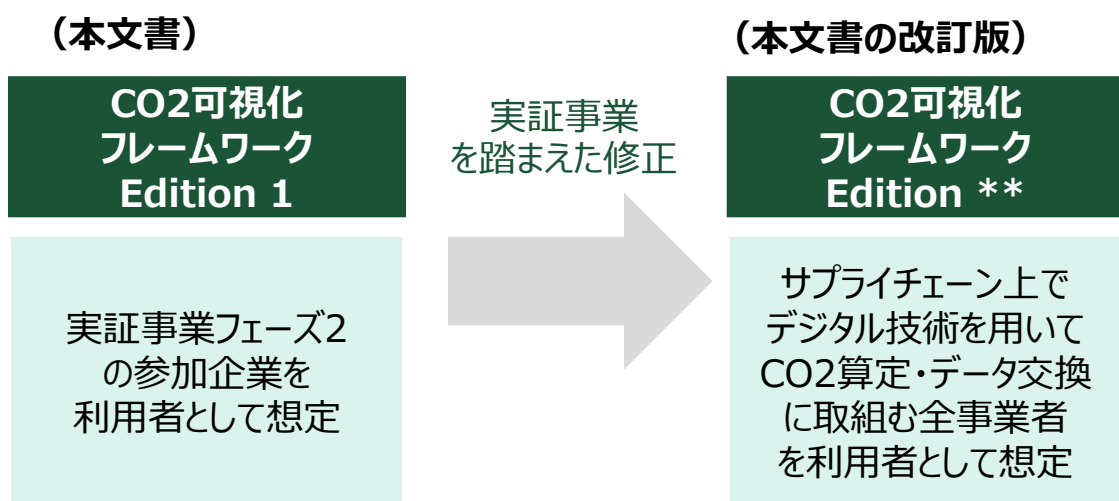 （本文書）
CO2可視化
フレームワーク
Edition 1
実証事業フェーズ2
の参加企業を
利用者として想定
実証事業
を踏まえた修正
（本文書の改訂版）
CO2可視化
フレームワーク
Edition **
サプライチェーン上で
デジタル技術を用いて
CO2算定・データ交換
に取組む全事業者
を利用者として想定